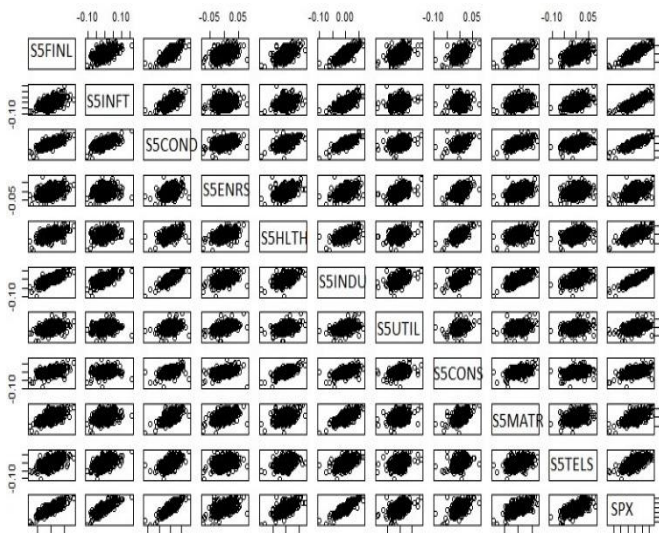 -0.10 0.10 -0.05 0.05 -0.10 0.00 -0.10 0.05 -0.10 0.05
S5FINL
S5INFT
-0.10
S5COND
S5ENRS
-0.05
S5HLTH
S5INDU
-0.10
S5UTIL
S5CONS
-0.10
S5MATR
S5TELS
-0.10
SPX